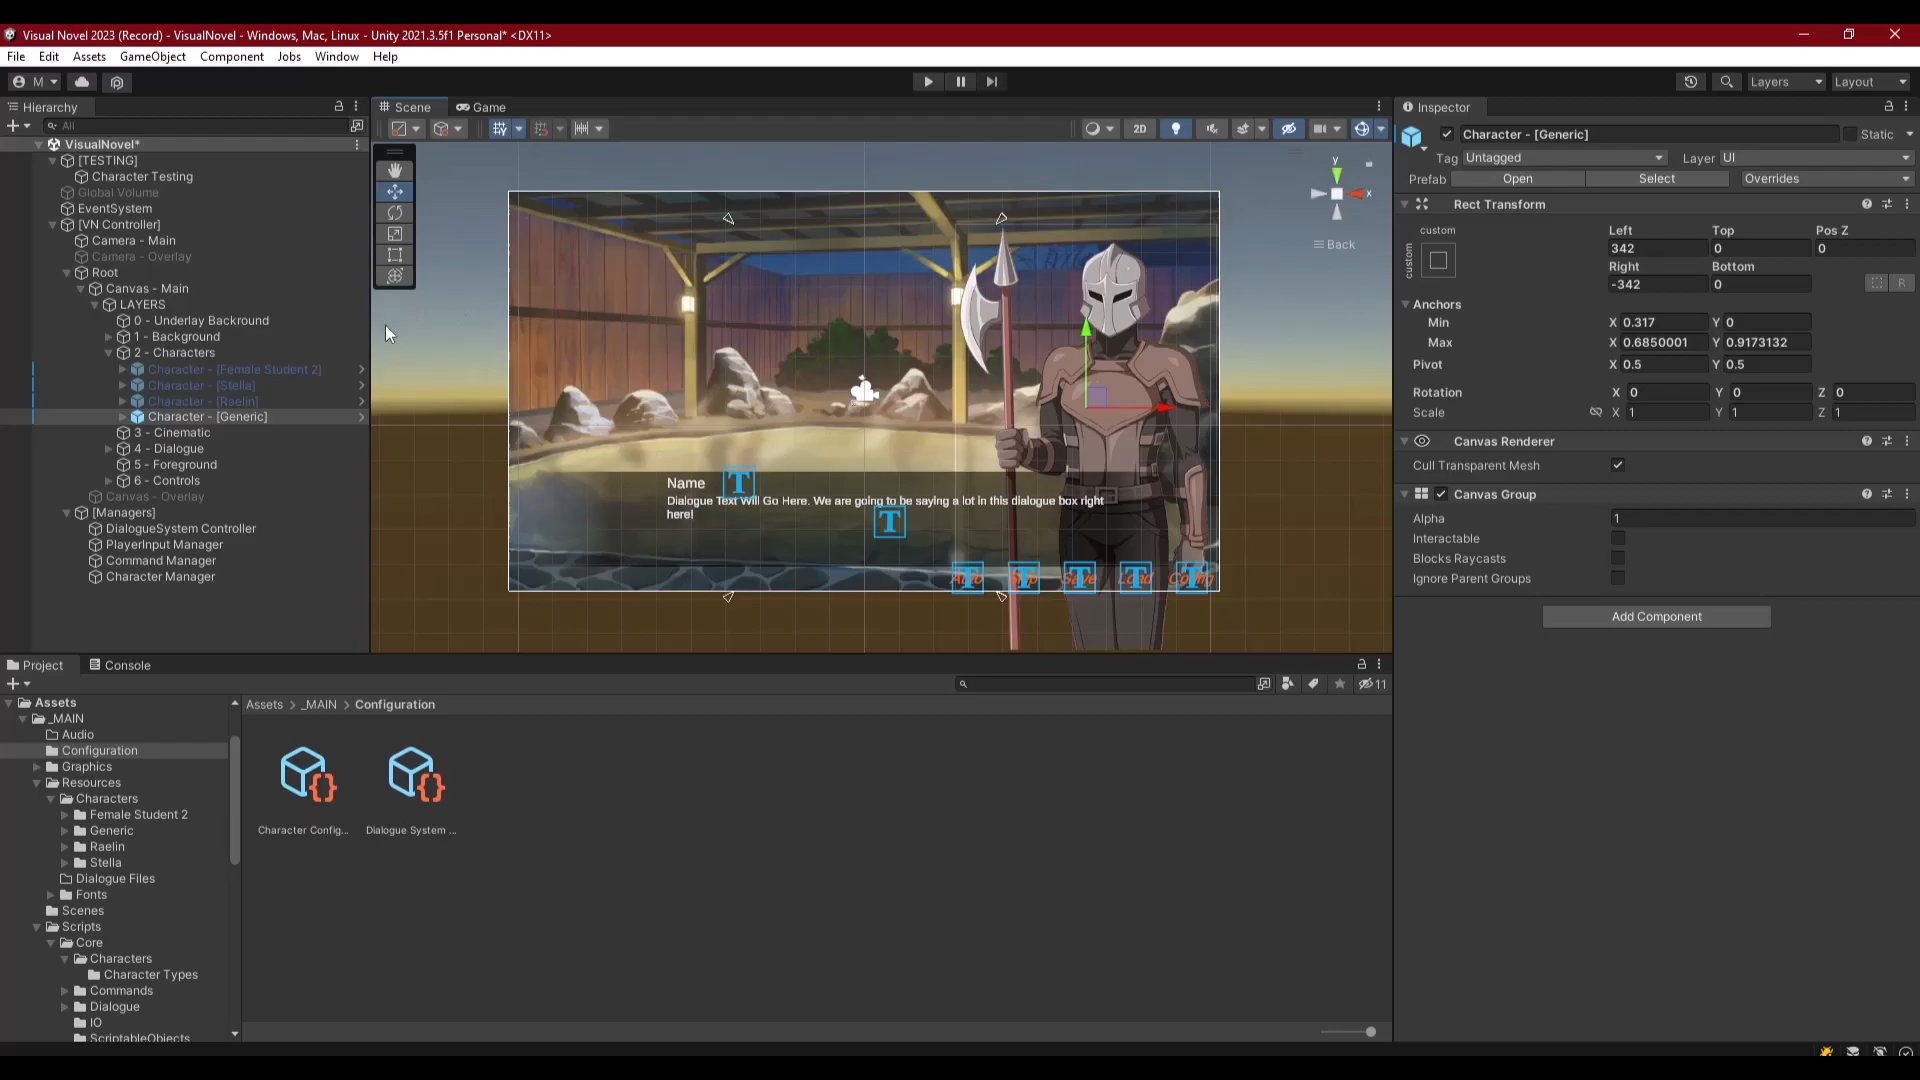 Visual Novel 2023 (Record) - VisualNovel - Windows, Mac, Linux - Unity 2021.3.5f1 Personal* <DX11>
File Edit Assets GameObject Component Jobs Window Help
M Layers Layout
Hierarchy
All
VisualNovel*
[TESTING]
Character Testing
Global Volume
EventSystem
[VN Controller]
Camera - Main
Camera - Overlay
Root
Canvas - Main
LAYERS
0 - Underlay Backround
1 - Background
2 - Characters
Character - [Female Student 2]
Character - [Stella]
Character - [Raelin]
Character - [Generic]
3 - Cinematic
4 - Dialogue
5 - Foreground
6 - Controls
Canvas - Overlay
[Managers]
DialogueSystem Controller
PlayerInput Manager
Command Manager
Character Manager
Scene Game
2D
y
x
Back
Name
Dialogue Text Will Go Here. We are going to be saying a lot in this dialogue box right
here!
Auto Skip Save Load Config
Inspector
Character - [Generic] Static
Tag Untagged Layer UI
Prefab Open Select Overrides
Rect Transform
custom Left Top Pos Z
custom 342 0 0
Right Bottom
-342 0 R
Anchors
Min X 0.317 Y 0
Max X 0.6850001 Y 0.9173132
Pivot X 0.5 Y 0.5
Rotation X 0 Y 0 Z 0
Scale X 1 Y 1 Z 1
Canvas Renderer
Cull Transparent Mesh
Canvas Group
Alpha 1
Interactable
Blocks Raycasts
Ignore Parent Groups
Add Component
Project Console
11
Assets
_MAIN
Audio
Configuration
Graphics
Resources
Characters
Female Student 2
Generic
Raelin
Stella
Dialogue Files
Fonts
Scenes
Scripts
Core
Characters
Character Types
Commands
Dialogue
IO
ScriptableObjects
Assets > _MAIN > Configuration
Character Config... Dialogue System ...